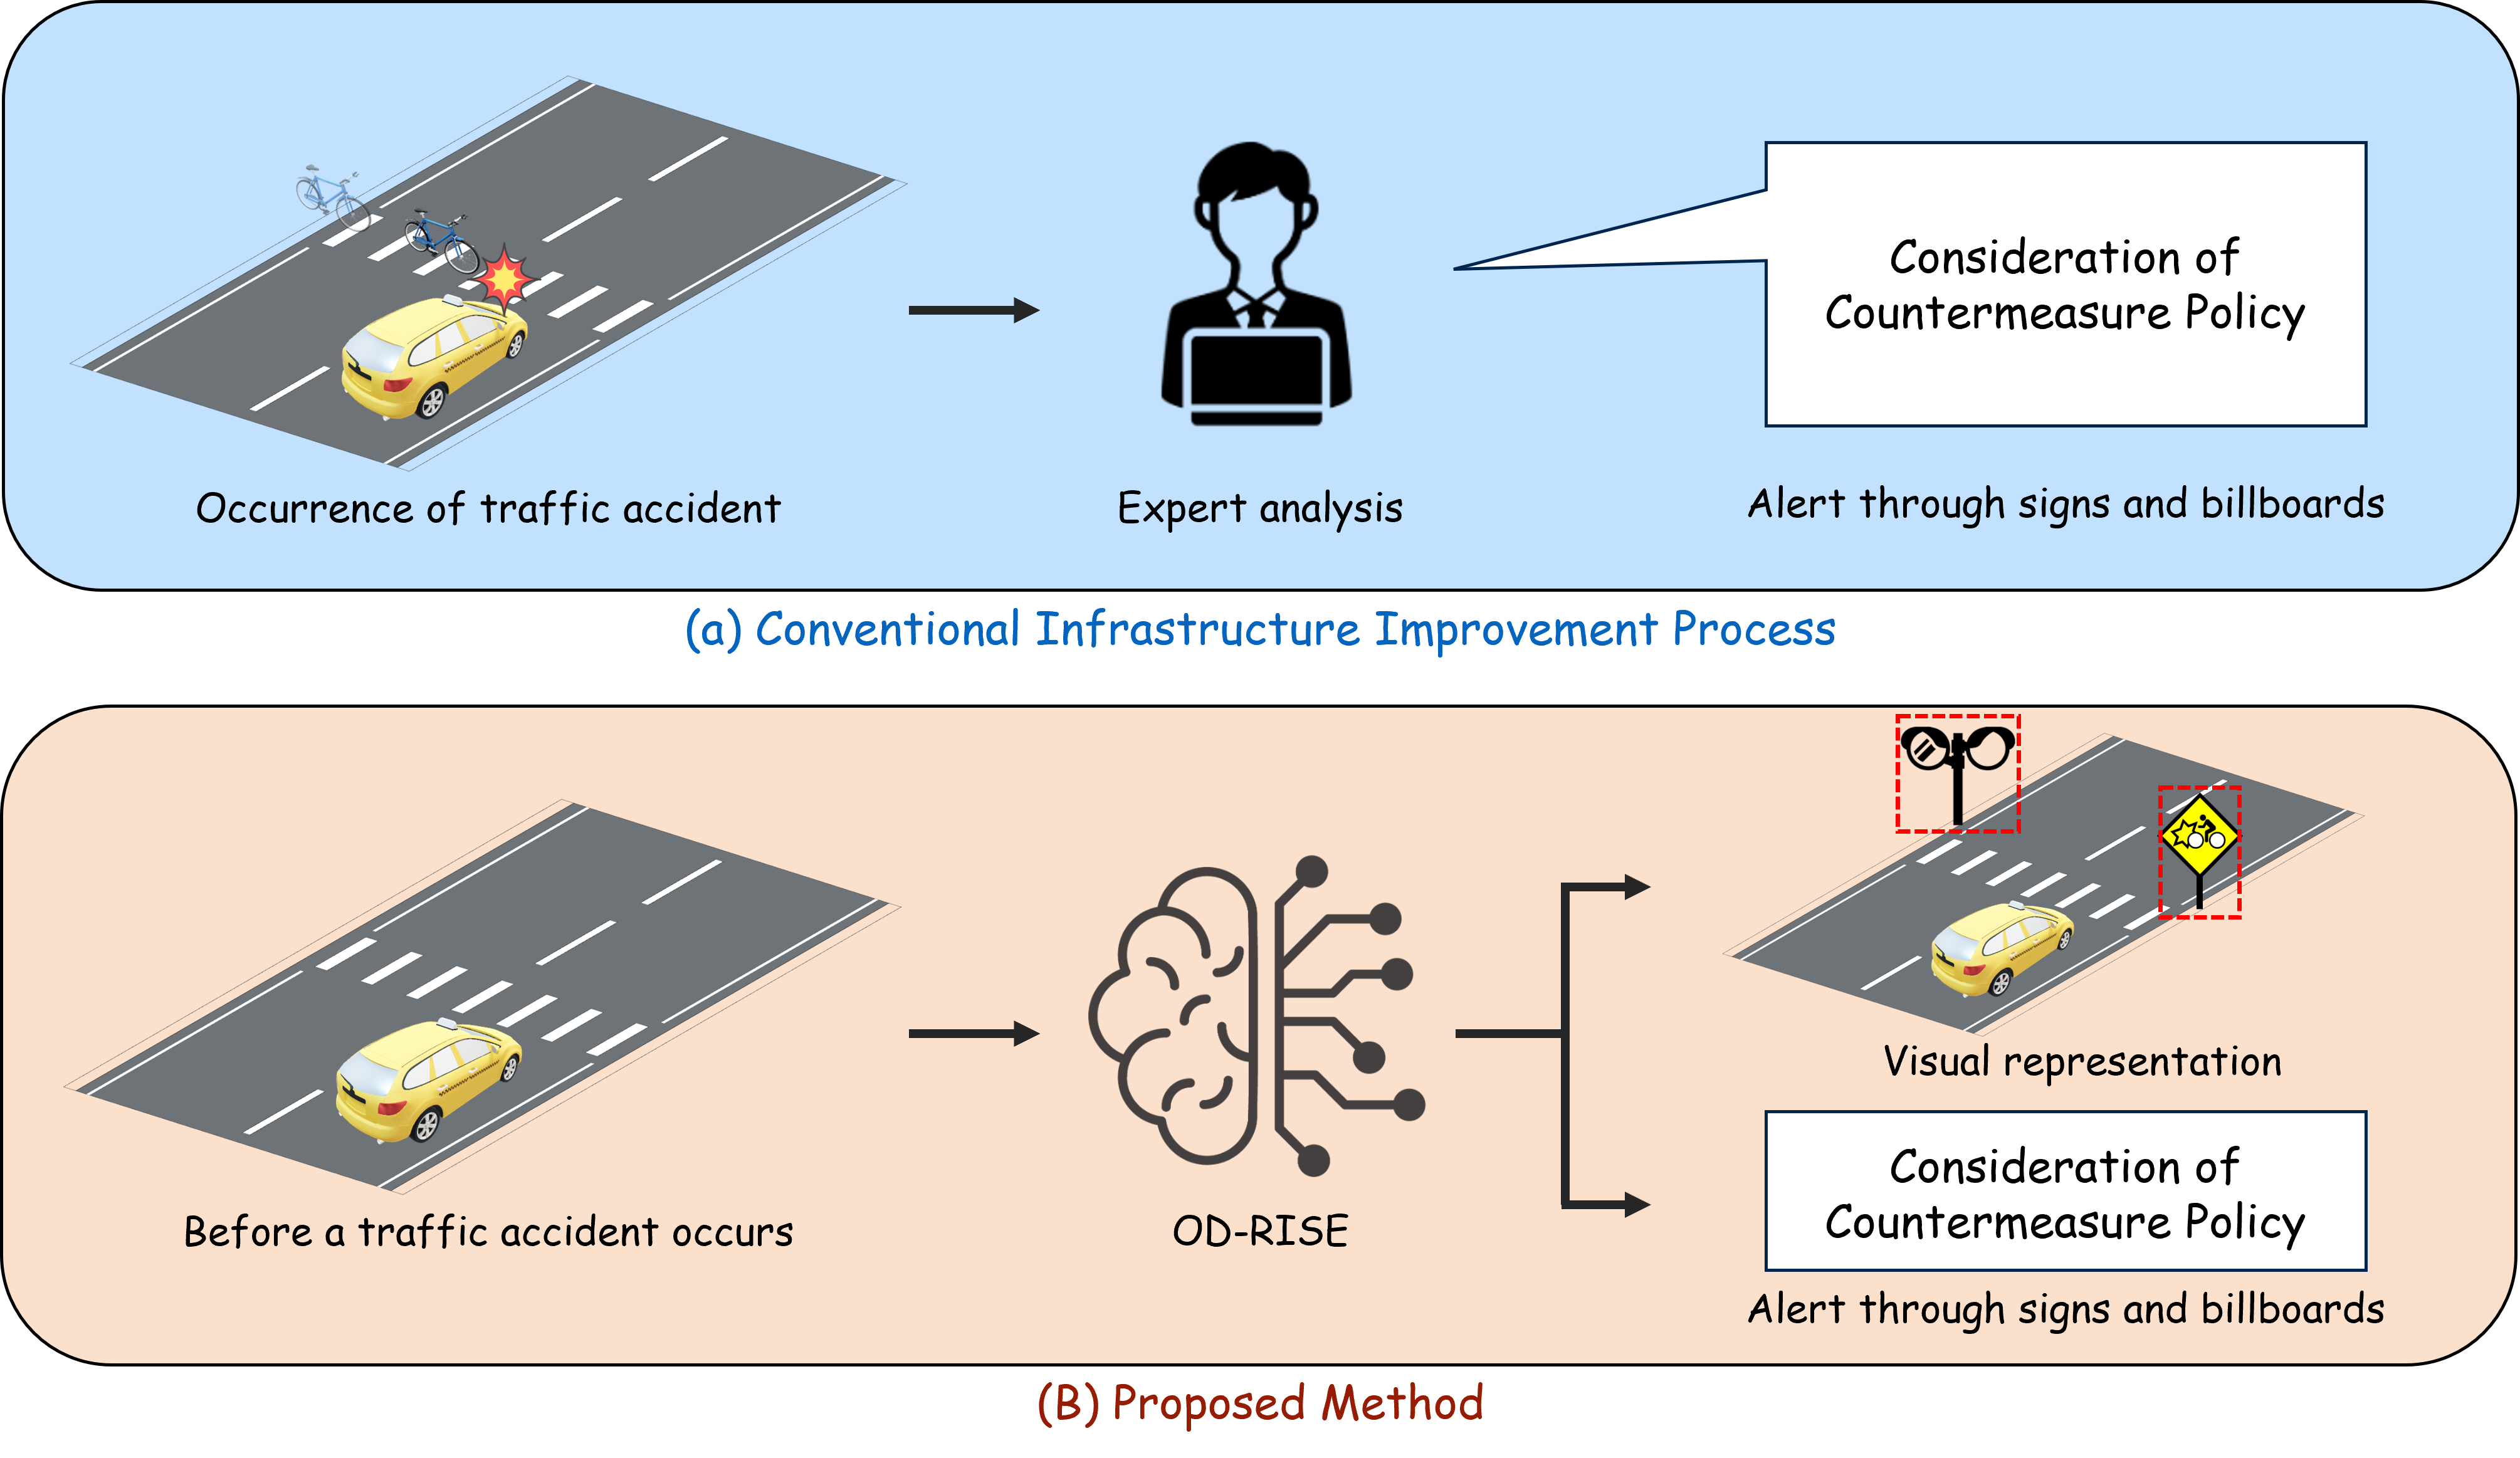 Consideration of
Countermeasure Policy
Occurrence of traffic accident
Expert analysis
Alert through signs and billboards
(a) Conventional Infrastructure Improvement Process
Visual representation
Consideration of
Countermeasure Policy
Before a traffic accident occurs
OD-RISE
Alert through signs and billboards
(B) Proposed Method